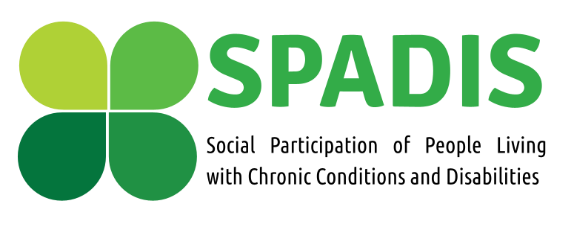 SPADIS
Social Participation of People Living
with Chronic Conditions and Disabilities